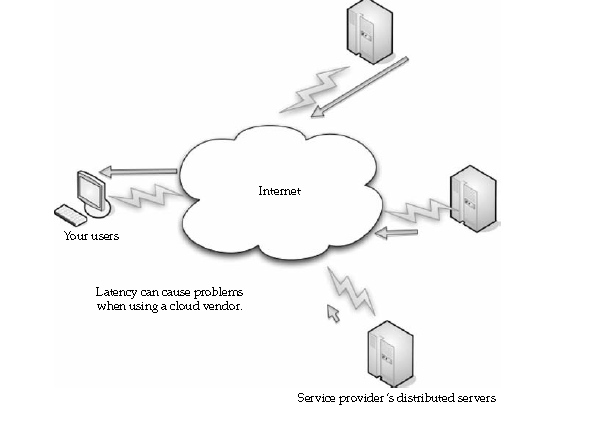 Internet
Your users
Latency can cause problems
when using a cloud vendor.
Service provider's distributed servers